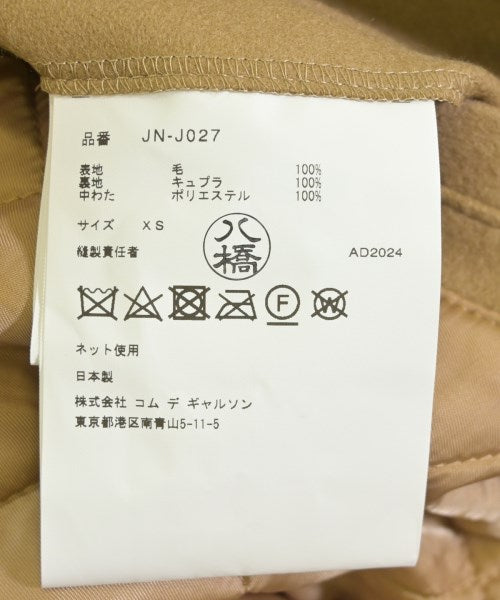 品番 JN-J027
表地 毛 100%
裏地 キュプラ 100%
中わた ポリエステル 100%
サイズ XS
縫製責任者 八橋 AD2024
F W
ネット使用
日本製
株式会社 コム デ ギャルソン
東京都港区南青山5-11-5